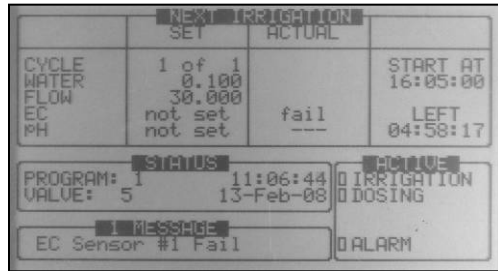 NEXT IRRIGATION
SET ACTUAL
CYCLE 1 of 1 START AT
WATER 0.100 16:05:00
FLOW 30.000
EC not set fail LEFT
pH not set --- 04:58:17
STATUS ACTIVE
PROGRAM: 1 11:06:44 IRRIGATION
VALVE: 5 13-Feb-08 DOSING
1 MESSAGE
EC Sensor #1 Fail ALARM